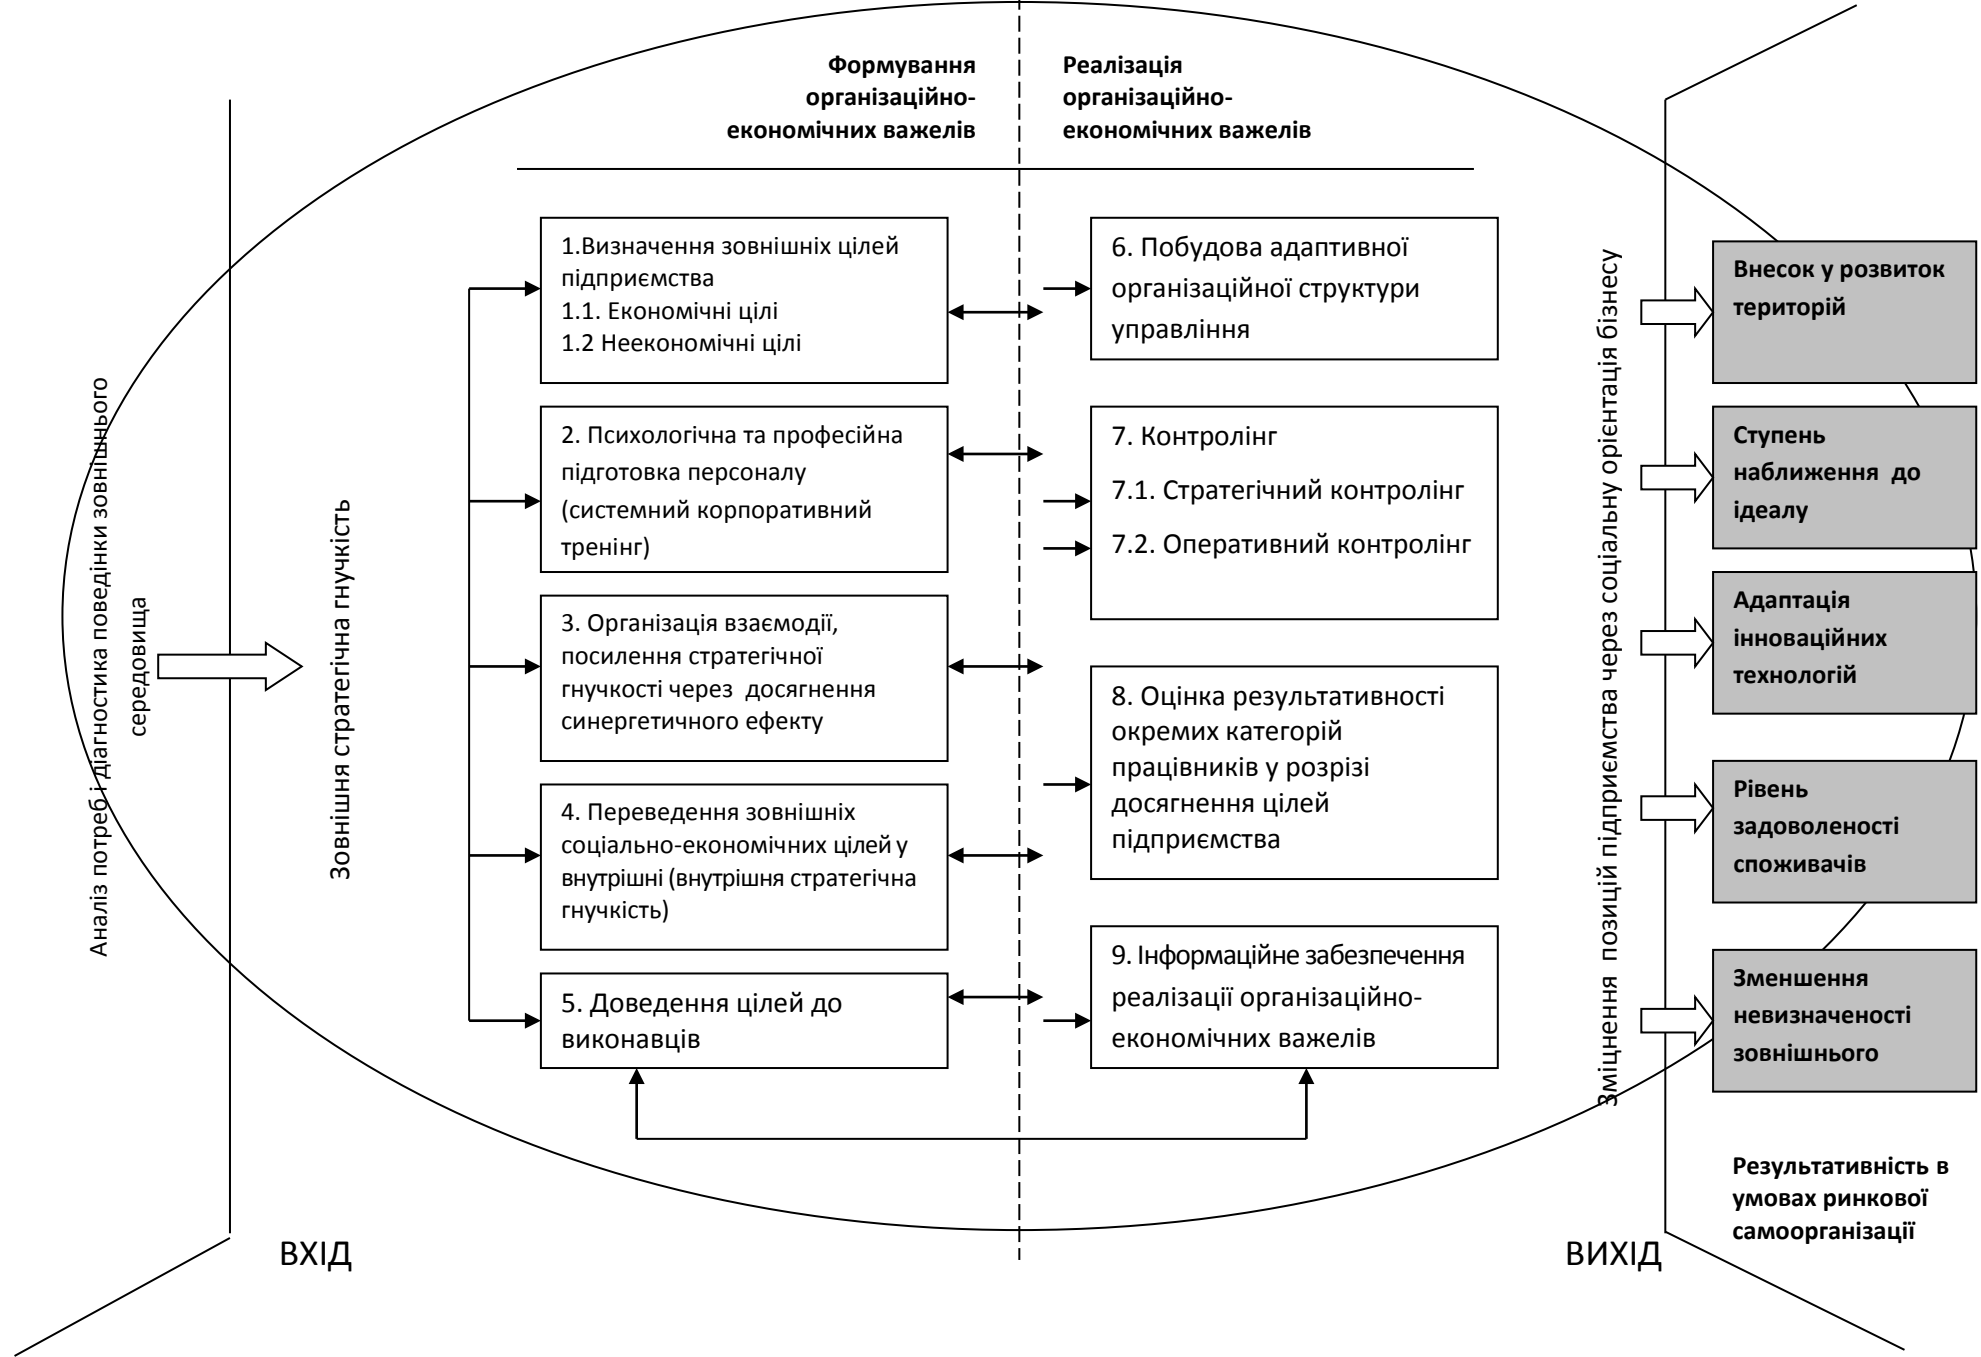 Формування
організаційно-
економічних важелів
Реалізація
організаційно-
економічних важелів
Аналіз потреб і діагностика поведінки зовнішнього
середовища
Зовнішня стратегічна гнучкість
1.Визначення зовнішніх цілей
підприємства
1.1. Економічні цілі
1.2 Неекономічні цілі
2. Психологічна та професійна
підготовка персоналу
(системний корпоративний
тренінг)
3. Організація взаємодії,
посилення стратегічної
гнучкості через досягнення
синергетичного ефекту
4. Переведення зовнішніх
соціально-економічних цілей у
внутрішні (внутрішня стратегічна
гнучкість)
5. Доведення цілей до
виконавців
6. Побудова адаптивної
організаційної структури
управління
7. Контролінг
7.1. Стратегічний контролінг
7.2. Оперативний контролінг
8. Оцінка результативності
окремих категорій
працівників у розрізі
досягнення цілей
підприємства
9. Інформаційне забезпечення
реалізації організаційно-
економічних важелів
Зміцнення позицій підприємства через соціальну орієнтація бізнесу
Внесок у розвиток
територій
Ступень
наближення до
ідеалу
Адаптація
інноваційних
технологій
Рівень
задоволеності
споживачів
Зменшення
невизначеності
зовнішнього
Результативність в
умовах ринкової
самоорганізації
ВХІД
ВИХІД